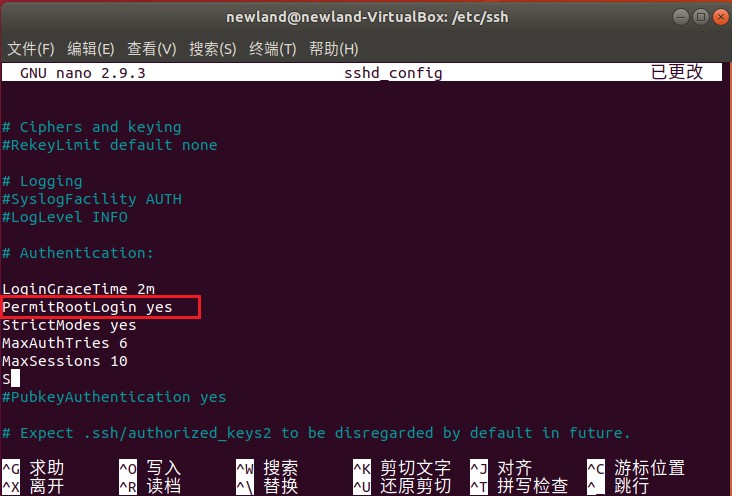 newland@newland-VirtualBox: /etc/ssh
文件(F) 编辑(E) 查看(V) 搜索(S) 终端(T) 帮助(H)
GNU nano 2.9.3 sshd_config 已更改
# Ciphers and keying
#RekeyLimit default none
# Logging
#SyslogFacility AUTH
#LogLevel INFO
# Authentication:
LoginGraceTime 2m
PermitRootLogin yes
StrictModes yes
MaxAuthTries 6
MaxSessions 10
S
#PubkeyAuthentication yes
# Expect .ssh/authorized_keys2 to be disregarded by default in future.
^G 求助 ^O 写入 ^W 搜索 ^K 剪切文字 ^J 对齐 ^C 游标位置
^X 离开 ^R 读档 ^\ 替换 ^U 还原剪切 ^T 拼写检查 ^ 跳行